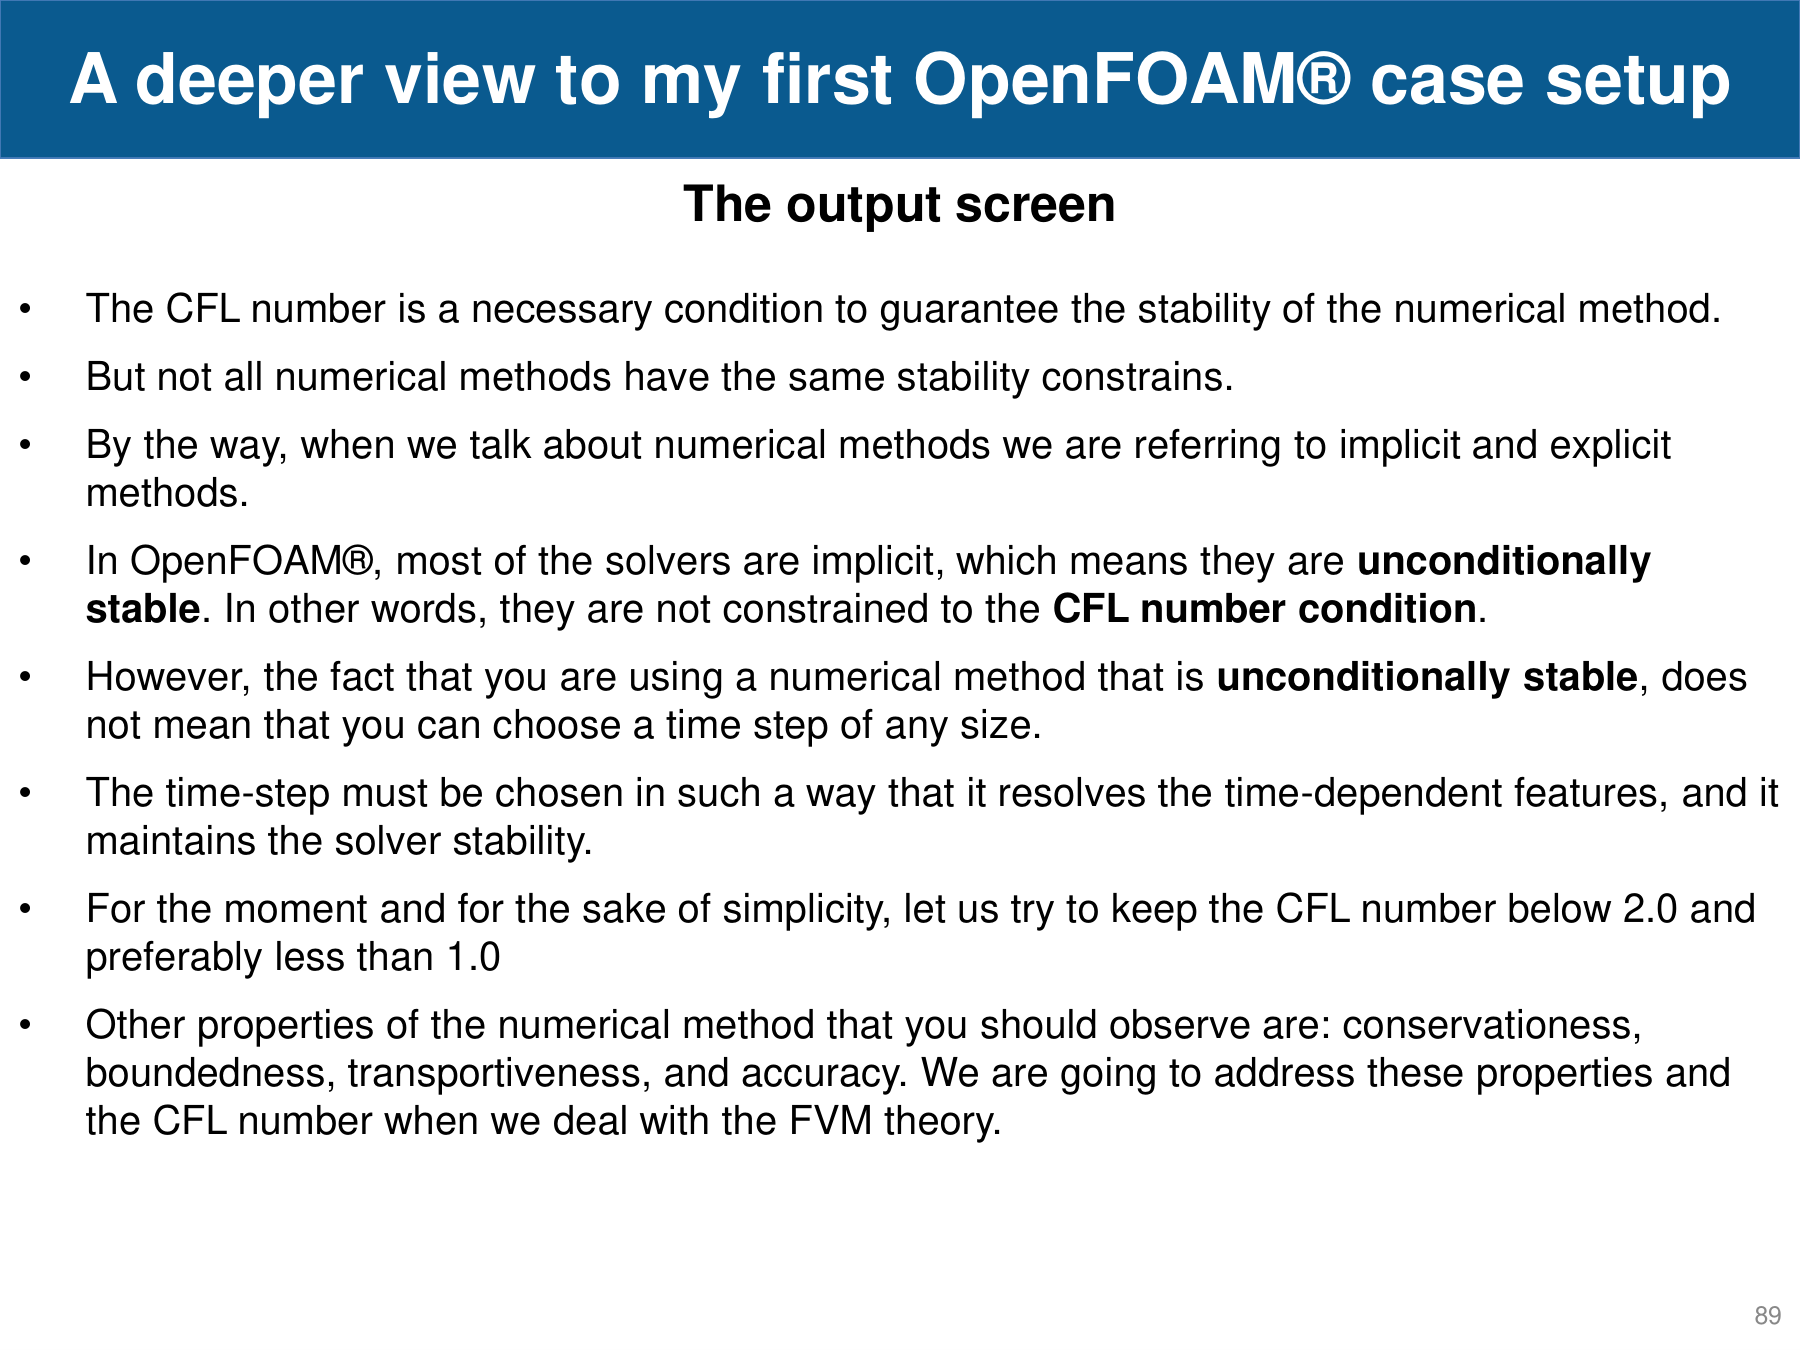 A deeper view to my first OpenFOAM® case setup
The output screen
• The CFL number is a necessary condition to guarantee the stability of the numerical method.
• But not all numerical methods have the same stability constrains.
• By the way, when we talk about numerical methods we are referring to implicit and explicit
methods.
• In OpenFOAM®, most of the solvers are implicit, which means they are unconditionally
stable. In other words, they are not constrained to the CFL number condition.
• However, the fact that you are using a numerical method that is unconditionally stable, does
not mean that you can choose a time step of any size.
• The time-step must be chosen in such a way that it resolves the time-dependent features, and it
maintains the solver stability.
• For the moment and for the sake of simplicity, let us try to keep the CFL number below 2.0 and
preferably less than 1.0
• Other properties of the numerical method that you should observe are: conservationess,
boundedness, transportiveness, and accuracy. We are going to address these properties and
the CFL number when we deal with the FVM theory.
89